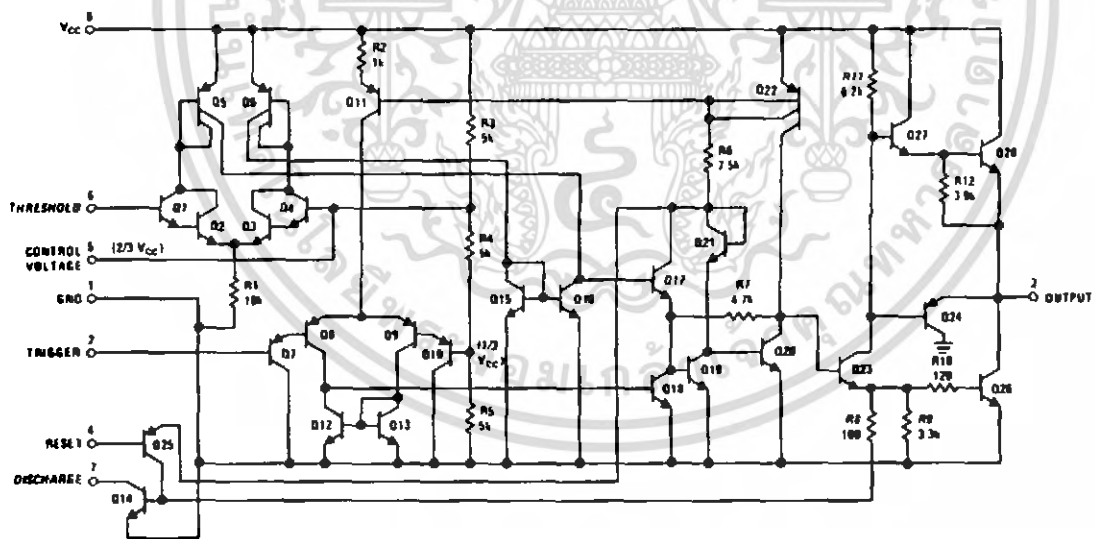 VCC 8
R2
1k
Q5
Q6
Q11
Q22
R11
6.2k
Q27
Q28
R3
5k
R6
7.5k
R12
3.9k
THRESHOLD 6
Q1
Q2
Q3
Q4
CONTROL
VOLTAGE 5 (2/3 VCC)
R4
5k
Q21
R1
10k
GND 1
Q15
Q16
Q17
R7
4.7k
2 OUTPUT
Q24
TRIGGER 2
Q7
Q8
Q9
Q10
(1/3
VCC)
Q18
Q19
Q20
Q23
R10
120
Q26
Q12
Q13
R5
5k
R8
100
R9
3.3k
RESET 4
Q25
DISCHARGE 7
Q14